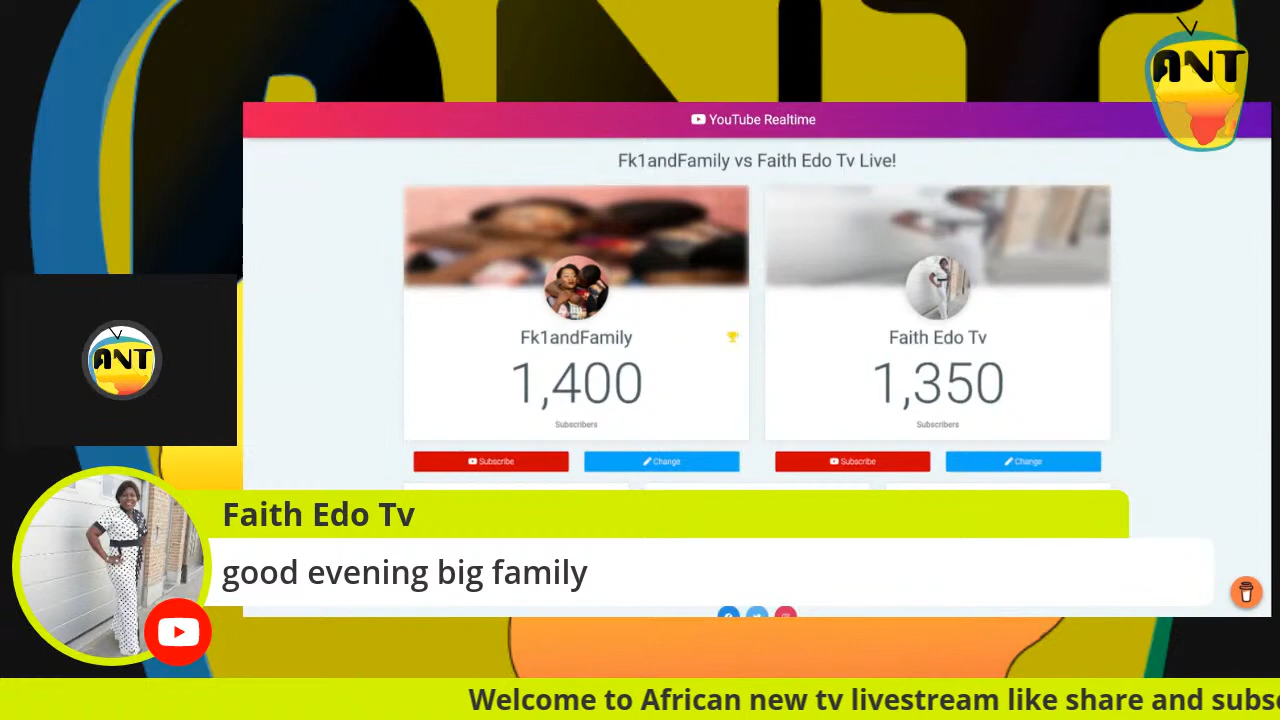 ANT
YouTube Realtime
Fk1andFamily vs Faith Edo Tv Live!
Fk1andFamily
1,400
Subscribers
Subscribe
Change
Faith Edo Tv
1,350
Subscribers
Subscribe
Change
ANT
Faith Edo Tv
good evening big family
Welcome to African new tv livestream like share and subsc